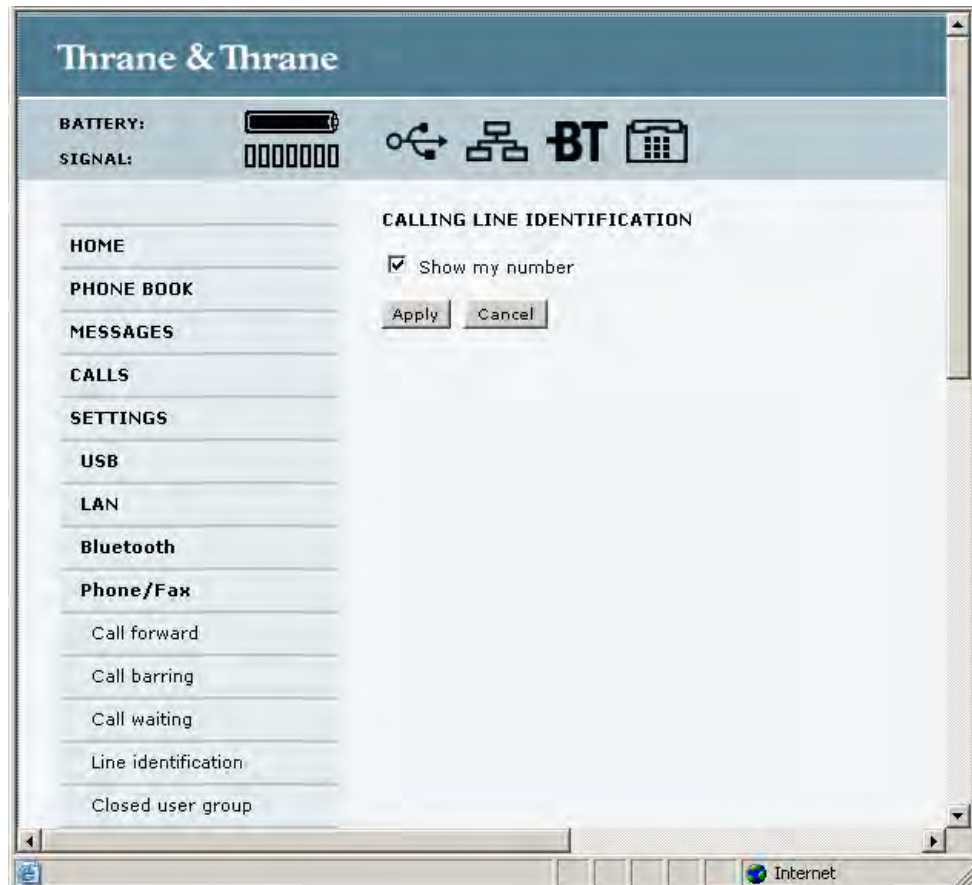 Thrane & Thrane
BATTERY:
SIGNAL:
BT
HOME
PHONE BOOK
MESSAGES
CALLS
SETTINGS
USB
LAN
Bluetooth
Phone/Fax
Call forward
Call barring
Call waiting
Line identification
Closed user group
CALLING LINE IDENTIFICATION
Show my number
Apply Cancel
Internet